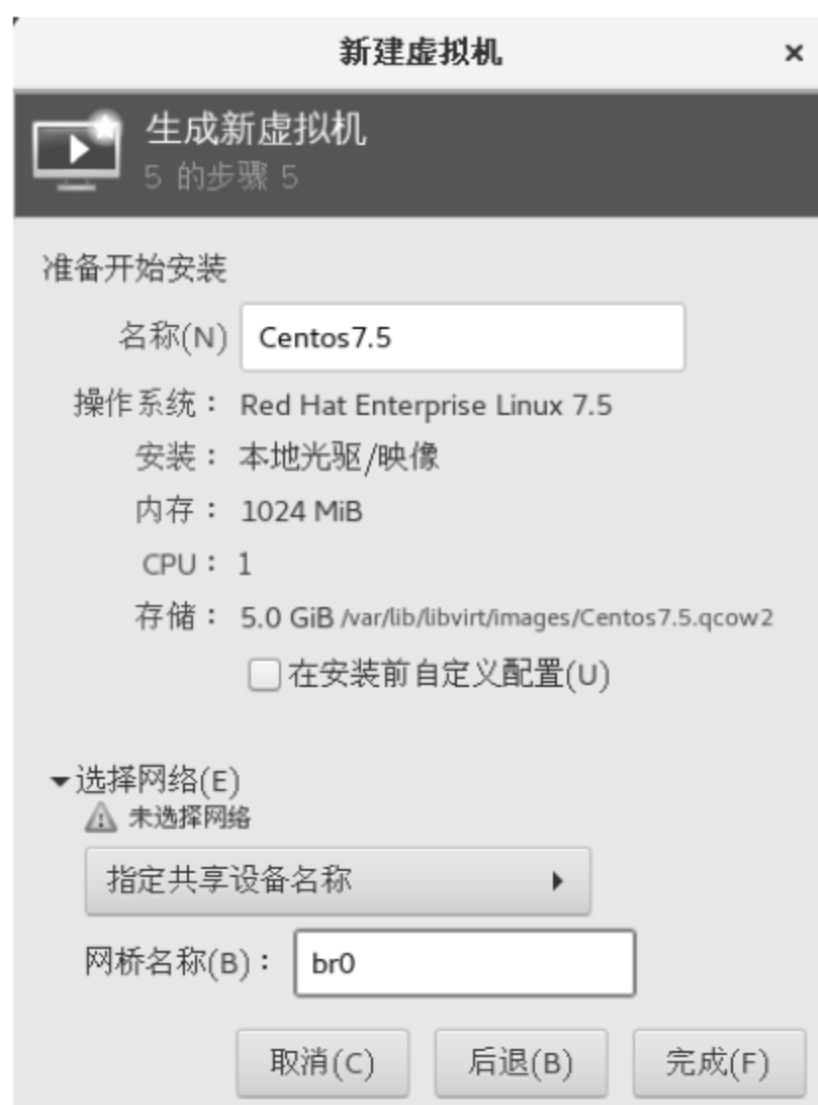 新建虚拟机 ×
生成新虚拟机
5 的步骤 5
准备开始安装
名称(N) Centos7.5
操作系统： Red Hat Enterprise Linux 7.5
安装： 本地光驱/映像
内存： 1024 MiB
CPU： 1
存储： 5.0 GiB /var/lib/libvirt/images/Centos7.5.qcow2
在安装前自定义配置(U)
选择网络(E)
未选择网络
指定共享设备名称
网桥名称(B)： br0
取消(C) 后退(B) 完成(F)